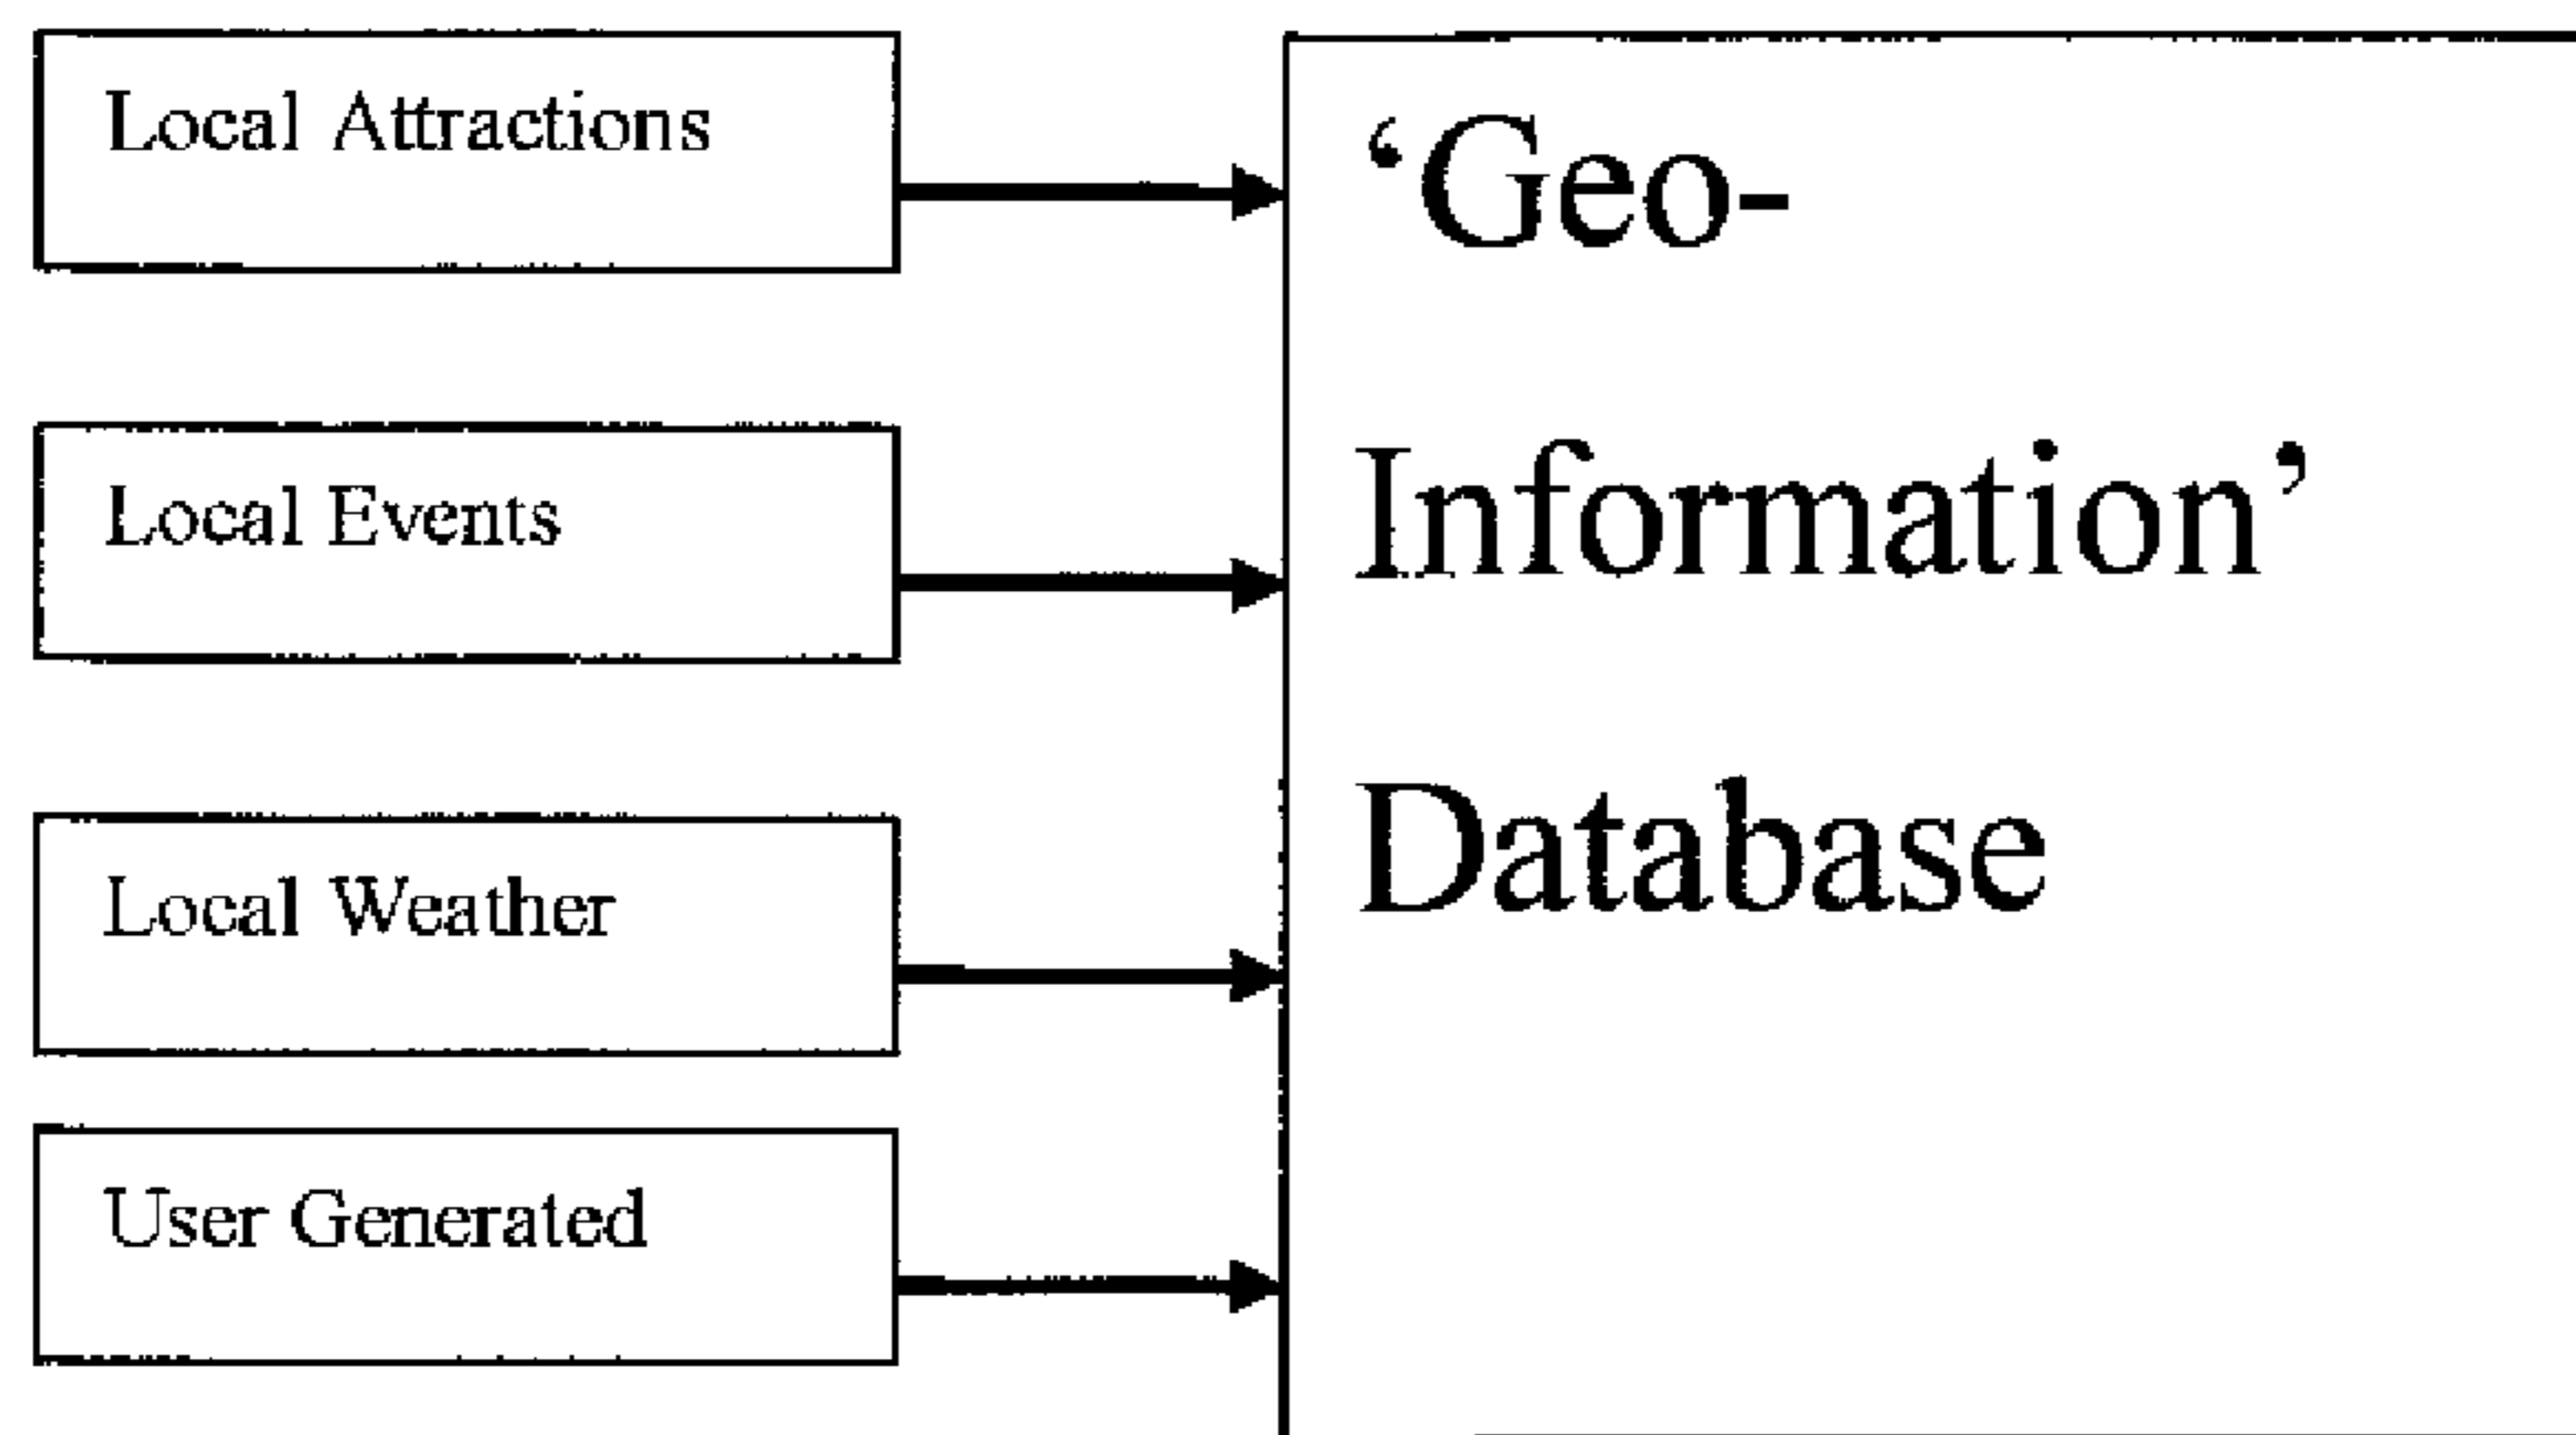 Local Attractions
Local Events
Local Weather
User Generated
‘Geo-
Information’
Database